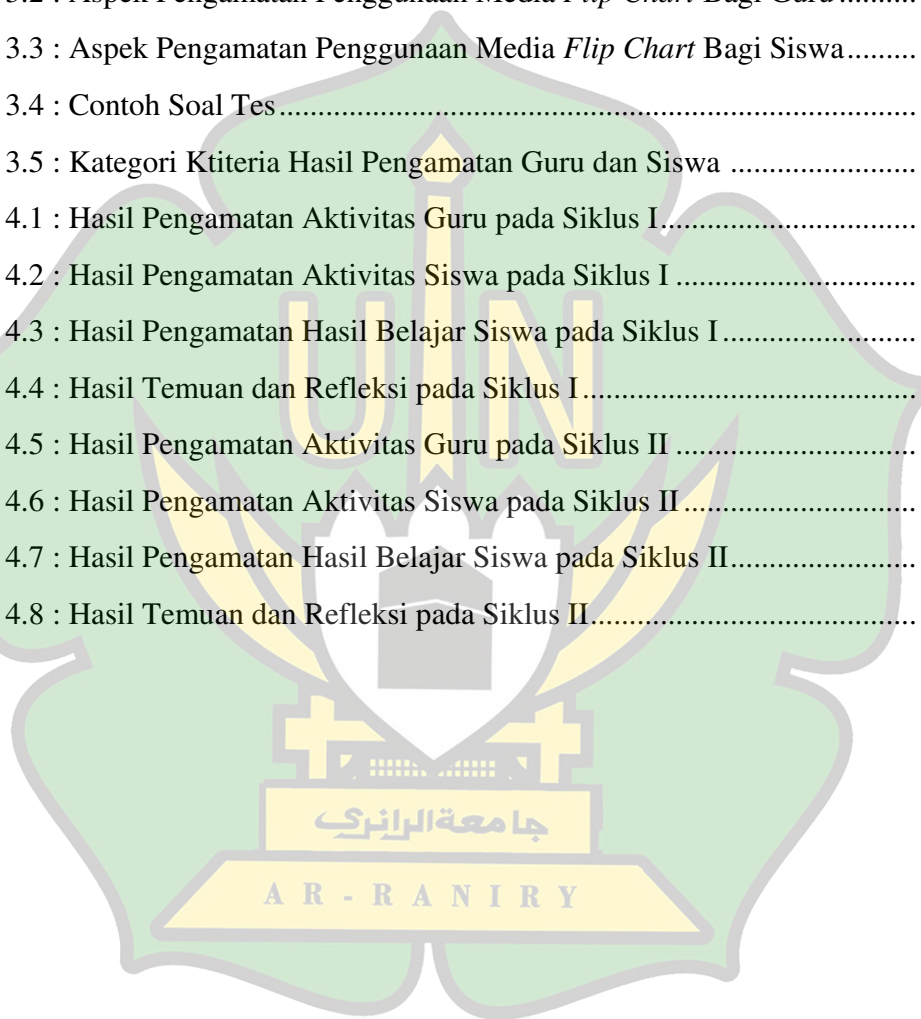 3.2 : Aspek Pengamatan Penggunaan Media Flip Chart Bagi Guru..........
3.3 : Aspek Pengamatan Penggunaan Media Flip Chart Bagi Siswa.........
3.4 : Contoh Soal Tes..................................................................................
3.5 : Kategori Ktiteria Hasil Pengamatan Guru dan Siswa ........................
4.1 : Hasil Pengamatan Aktivitas Guru pada Siklus I.................................
4.2 : Hasil Pengamatan Aktivitas Siswa pada Siklus I ...............................
4.3 : Hasil Pengamatan Hasil Belajar Siswa pada Siklus I.........................
4.4 : Hasil Temuan dan Refleksi pada Siklus I...........................................
4.5 : Hasil Pengamatan Aktivitas Guru pada Siklus II ...............................
4.6 : Hasil Pengamatan Aktivitas Siswa pada Siklus II..............................
4.7 : Hasil Pengamatan Hasil Belajar Siswa pada Siklus II........................
4.8 : Hasil Temuan dan Refleksi pada Siklus II..........................................
UIN
جامعةالرانري
AR-RANIRY